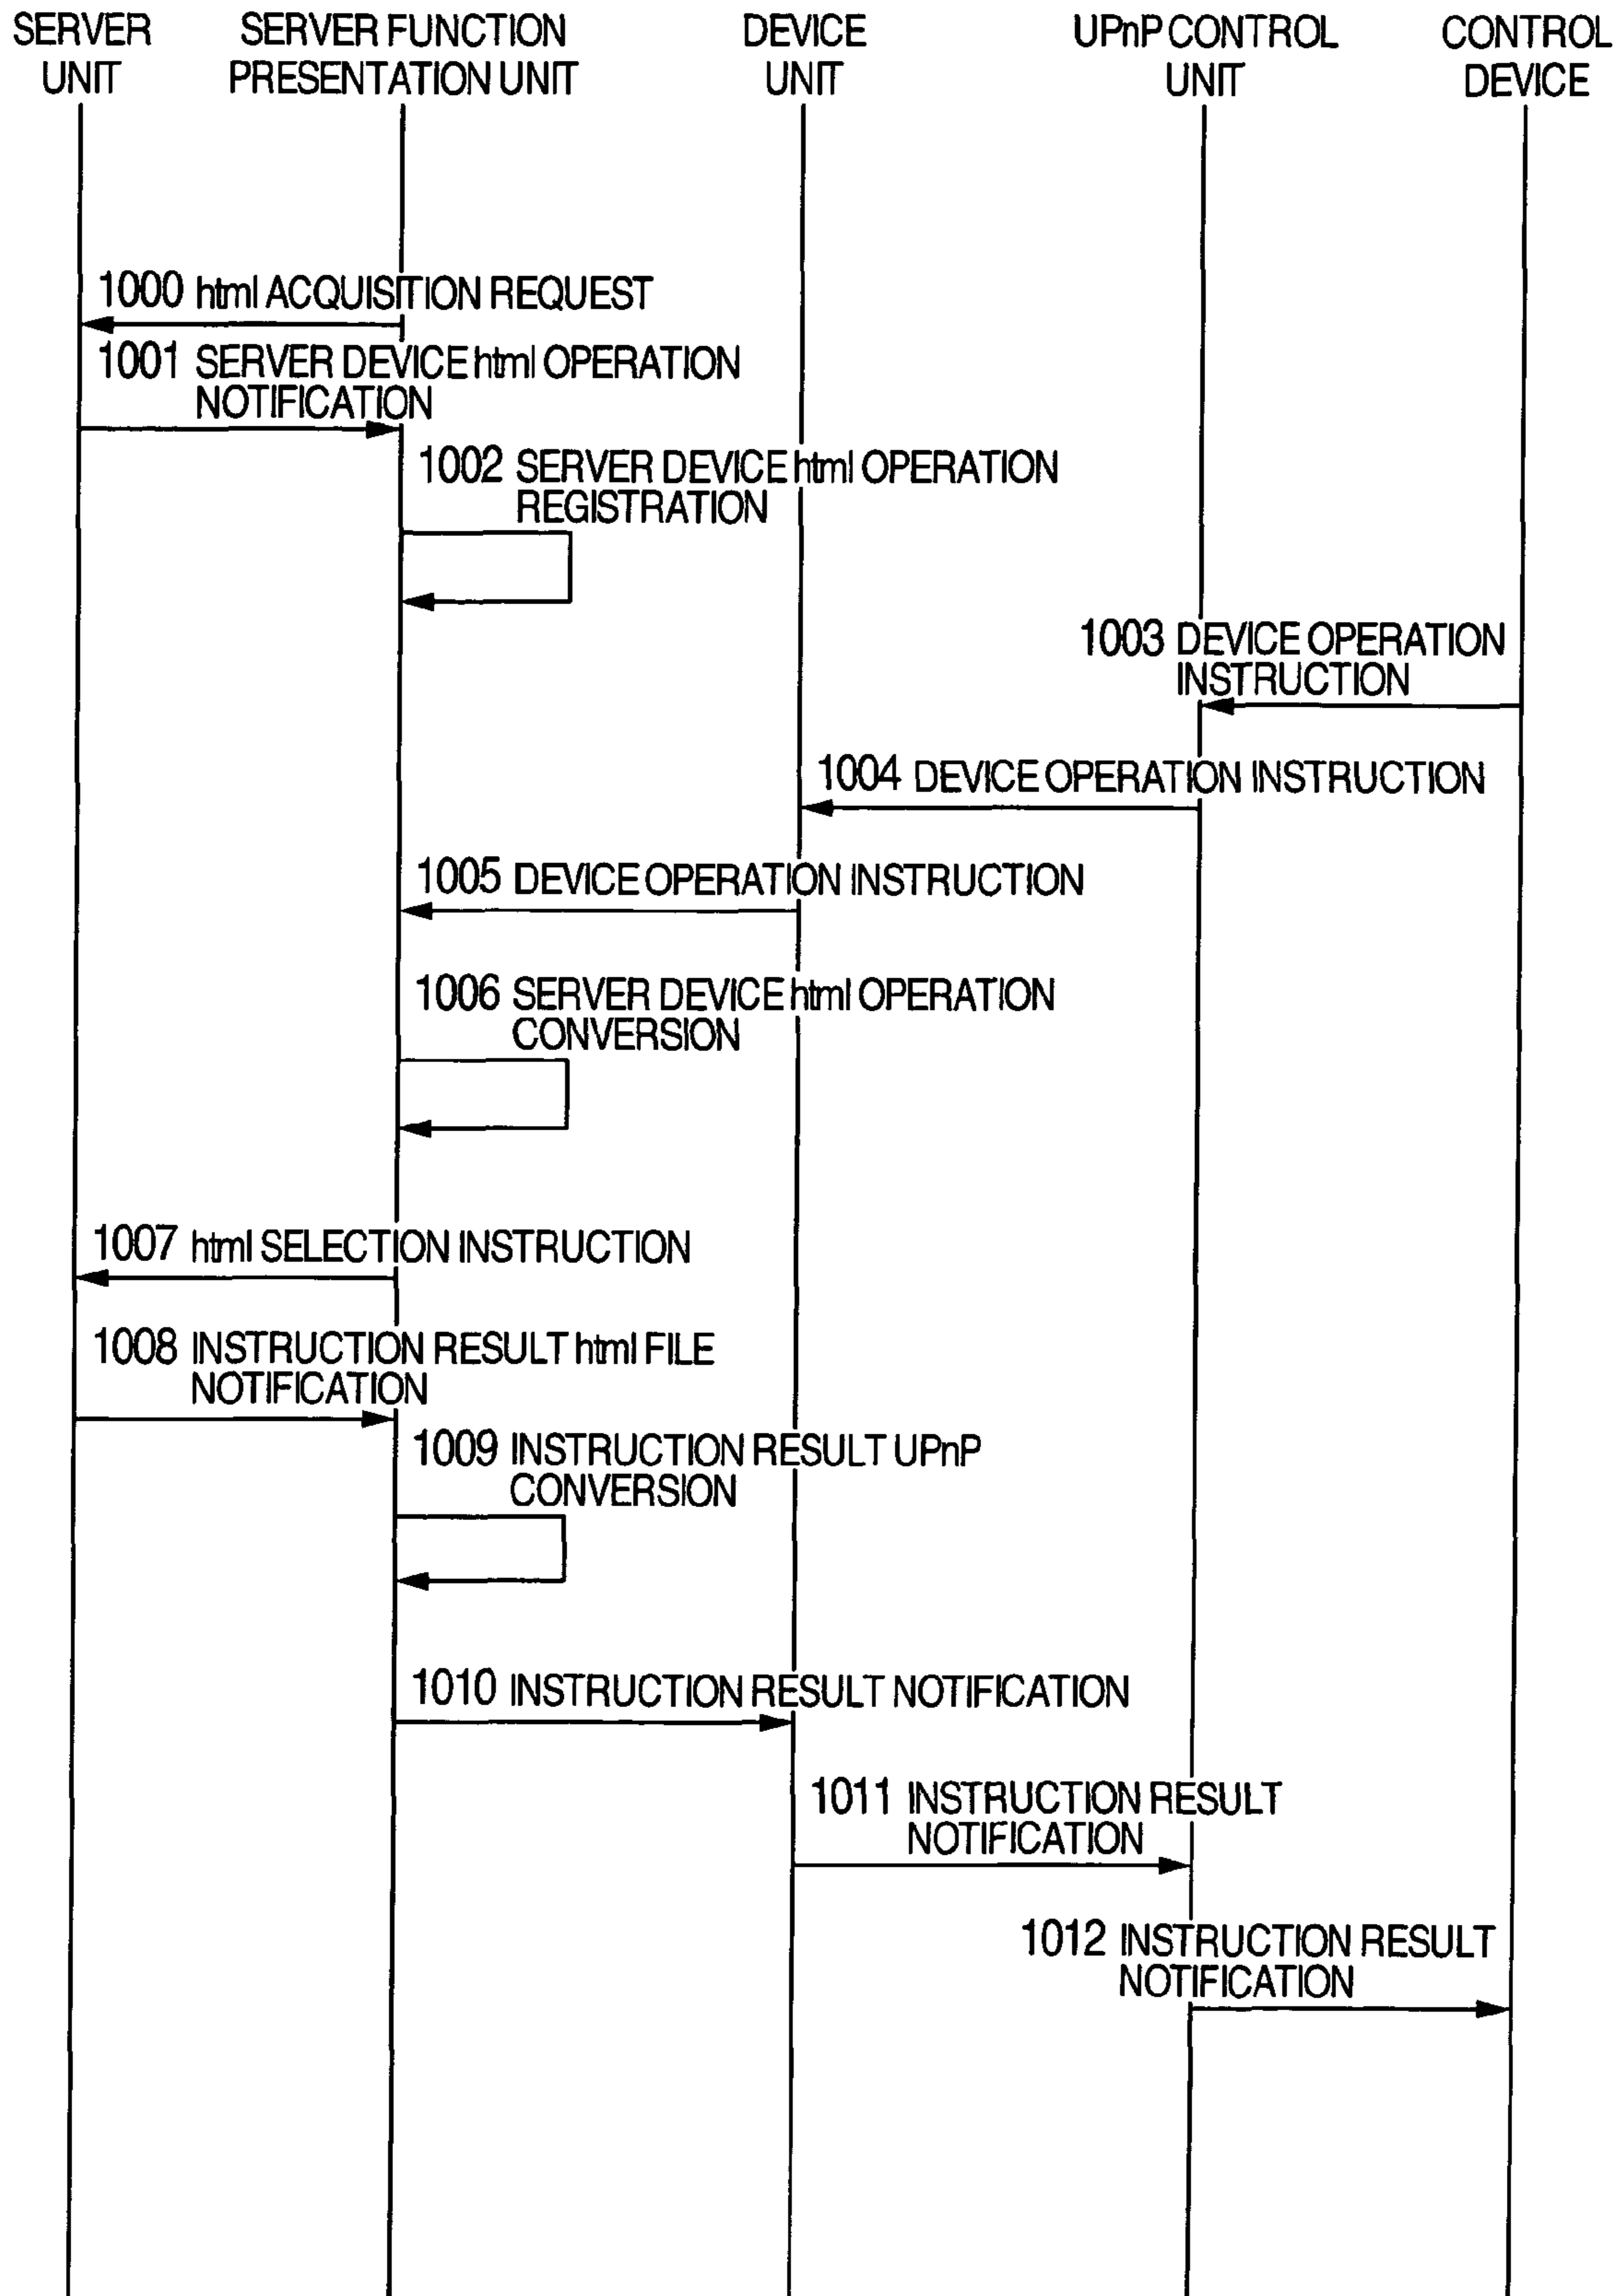 SERVER UNIT
SERVER FUNCTION PRESENTATION UNIT
DEVICE UNIT
UPnP CONTROL UNIT
CONTROL DEVICE
1000 html ACQUISITION REQUEST
1001 SERVER DEVICE html OPERATION
NOTIFICATION
1002 SERVER DEVICE html OPERATION
REGISTRATION
1003 DEVICE OPERATION
INSTRUCTION
1004 DEVICE OPERATION INSTRUCTION
1005 DEVICE OPERATION INSTRUCTION
1006 SERVER DEVICE html OPERATION
CONVERSION
1007 html SELECTION INSTRUCTION
1008 INSTRUCTION RESULT html FILE
NOTIFICATION
1009 INSTRUCTION RESULT UPnP
CONVERSION
1010 INSTRUCTION RESULT NOTIFICATION
1011 INSTRUCTION RESULT
NOTIFICATION
1012 INSTRUCTION RESULT
NOTIFICATION